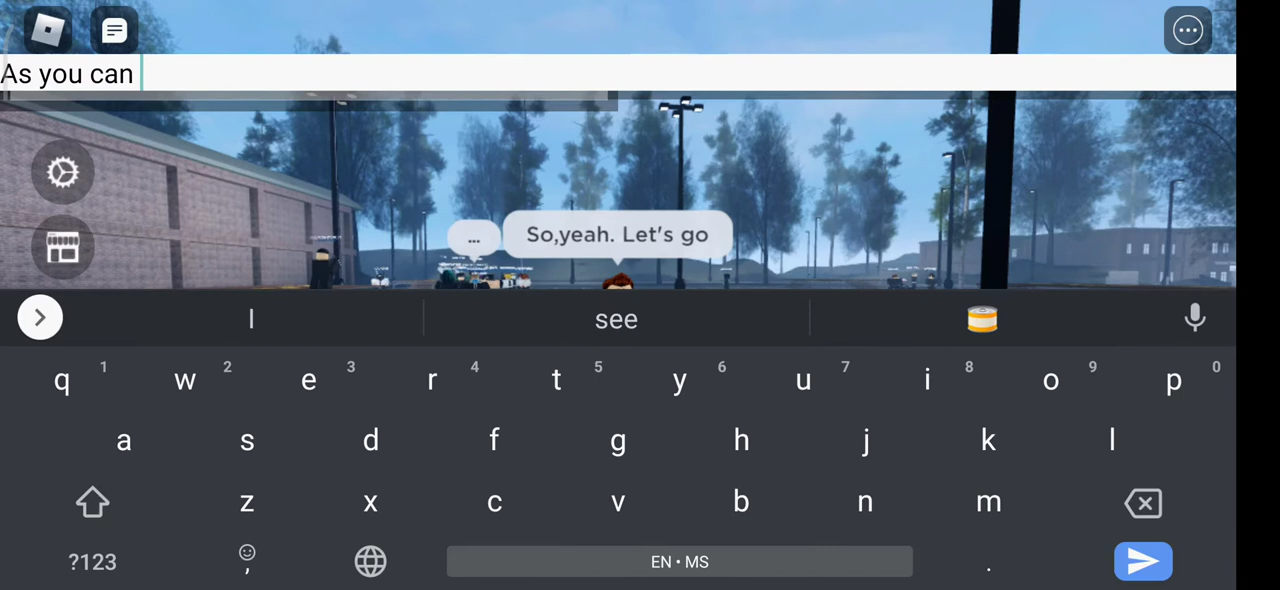 As you can
...
So,yeah. Let's go
I see
1 2 3 4 5 6 7 8 9 0
q w e r t y u i o p
a s d f g h j k l
z x c v b n m
?123 , EN • MS .